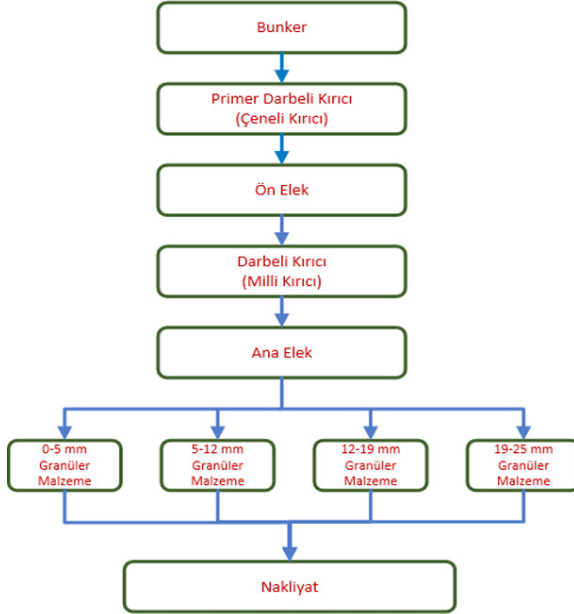 Bunker
Primer Darbeli Kırıcı
(Çeneli Kırıcı)
Ön Elek
Darbeli Kırıcı
(Milli Kırıcı)
Ana Elek
0-5 mm
Granüler
Malzeme
5-12 mm
Granüler
Malzeme
12-19 mm
Granüler
Malzeme
19-25 mm
Granüler
Malzeme
Nakliyat